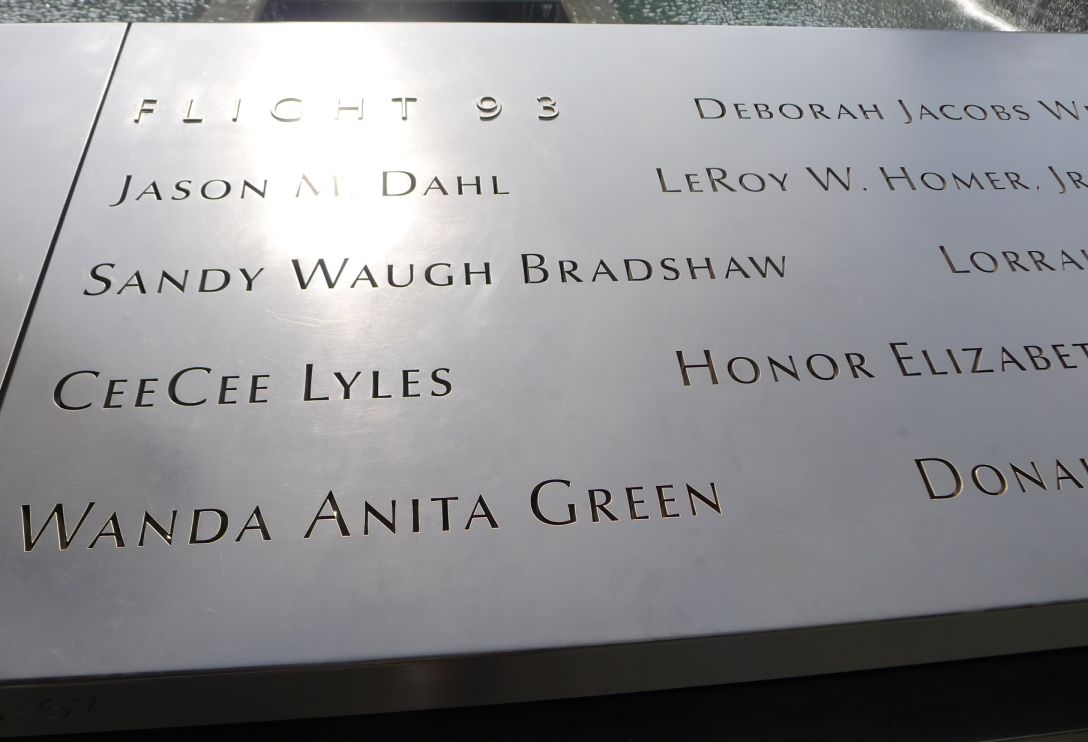 FLIGHT 93 DEBORAH JACOBS
JASON M. DAHL LEROY W. HOMER, JR
SANDY WAUGH BRADSHAW
CEECEE LYLES HONOR
WANDA ANITA GREEN